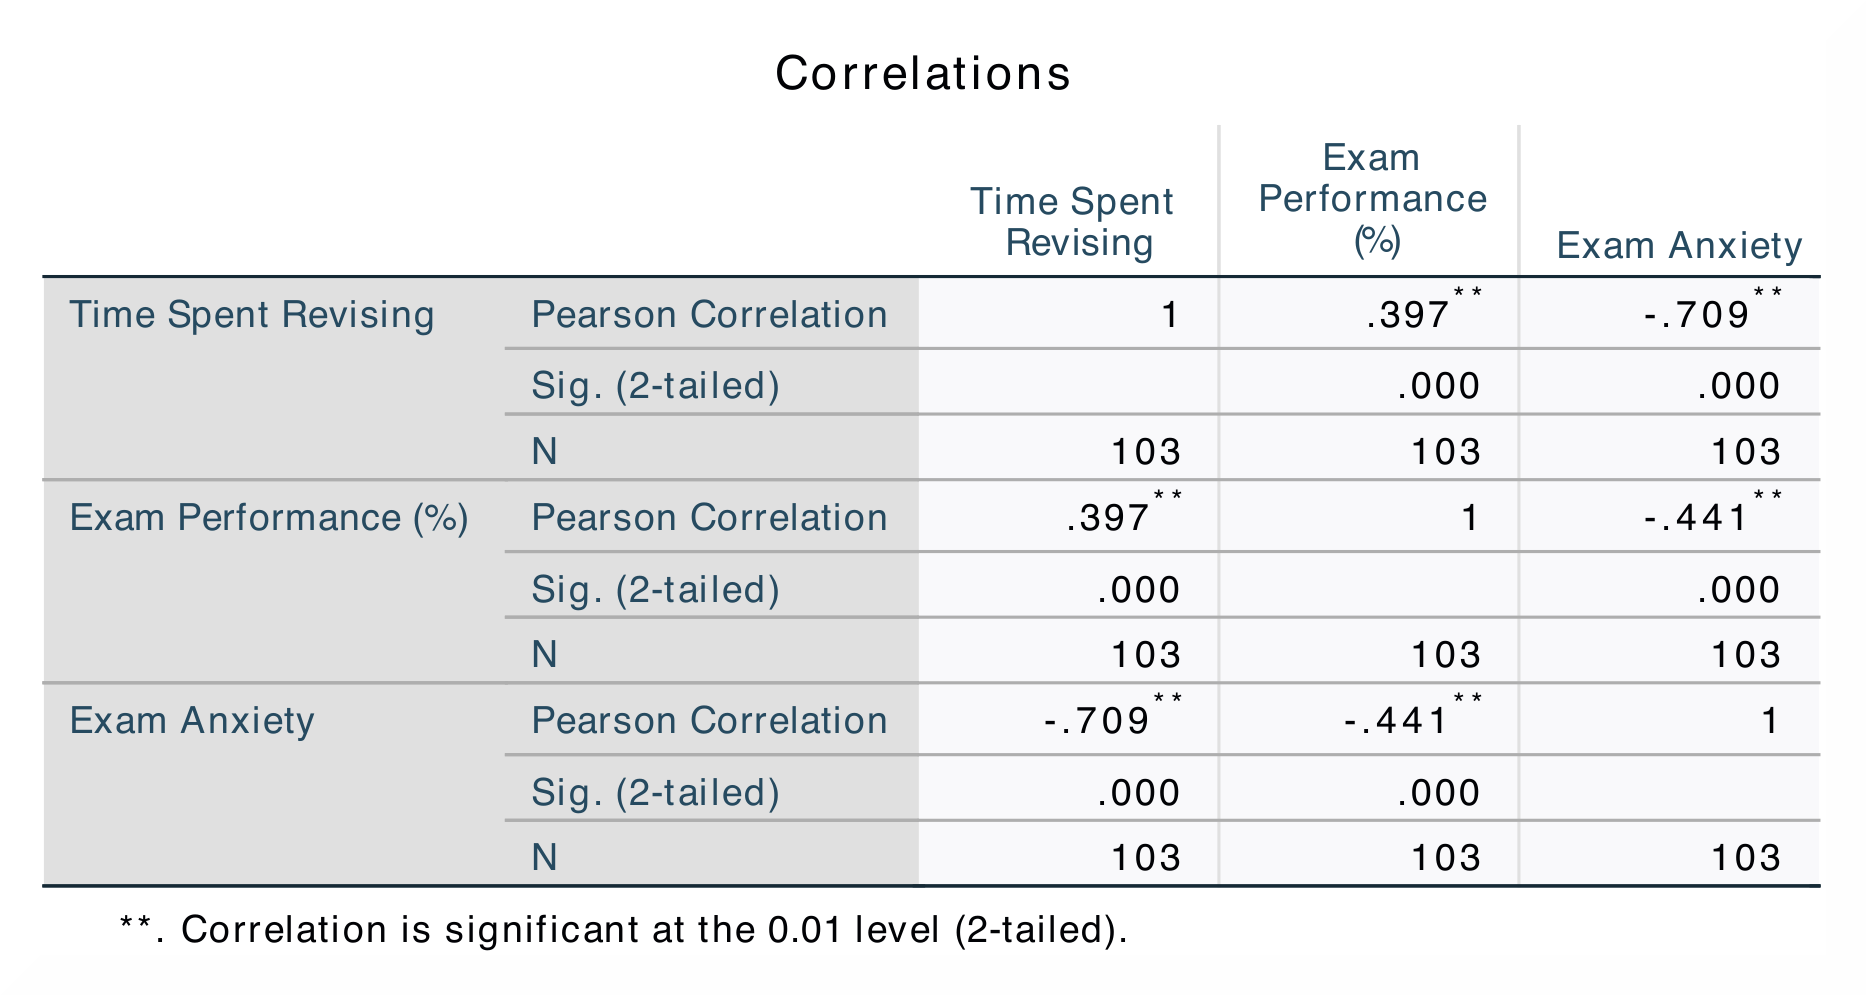 Correlations
Time Spent Revising Exam Performance (%) Exam Anxiety
Time Spent Revising Pearson Correlation 1 .397** -.709**
Sig. (2-tailed) .000 .000
N 103 103 103
Exam Performance (%) Pearson Correlation .397** 1 -.441**
Sig. (2-tailed) .000 .000
N 103 103 103
Exam Anxiety Pearson Correlation -.709** -.441** 1
Sig. (2-tailed) .000 .000
N 103 103 103
**. Correlation is significant at the 0.01 level (2-tailed).